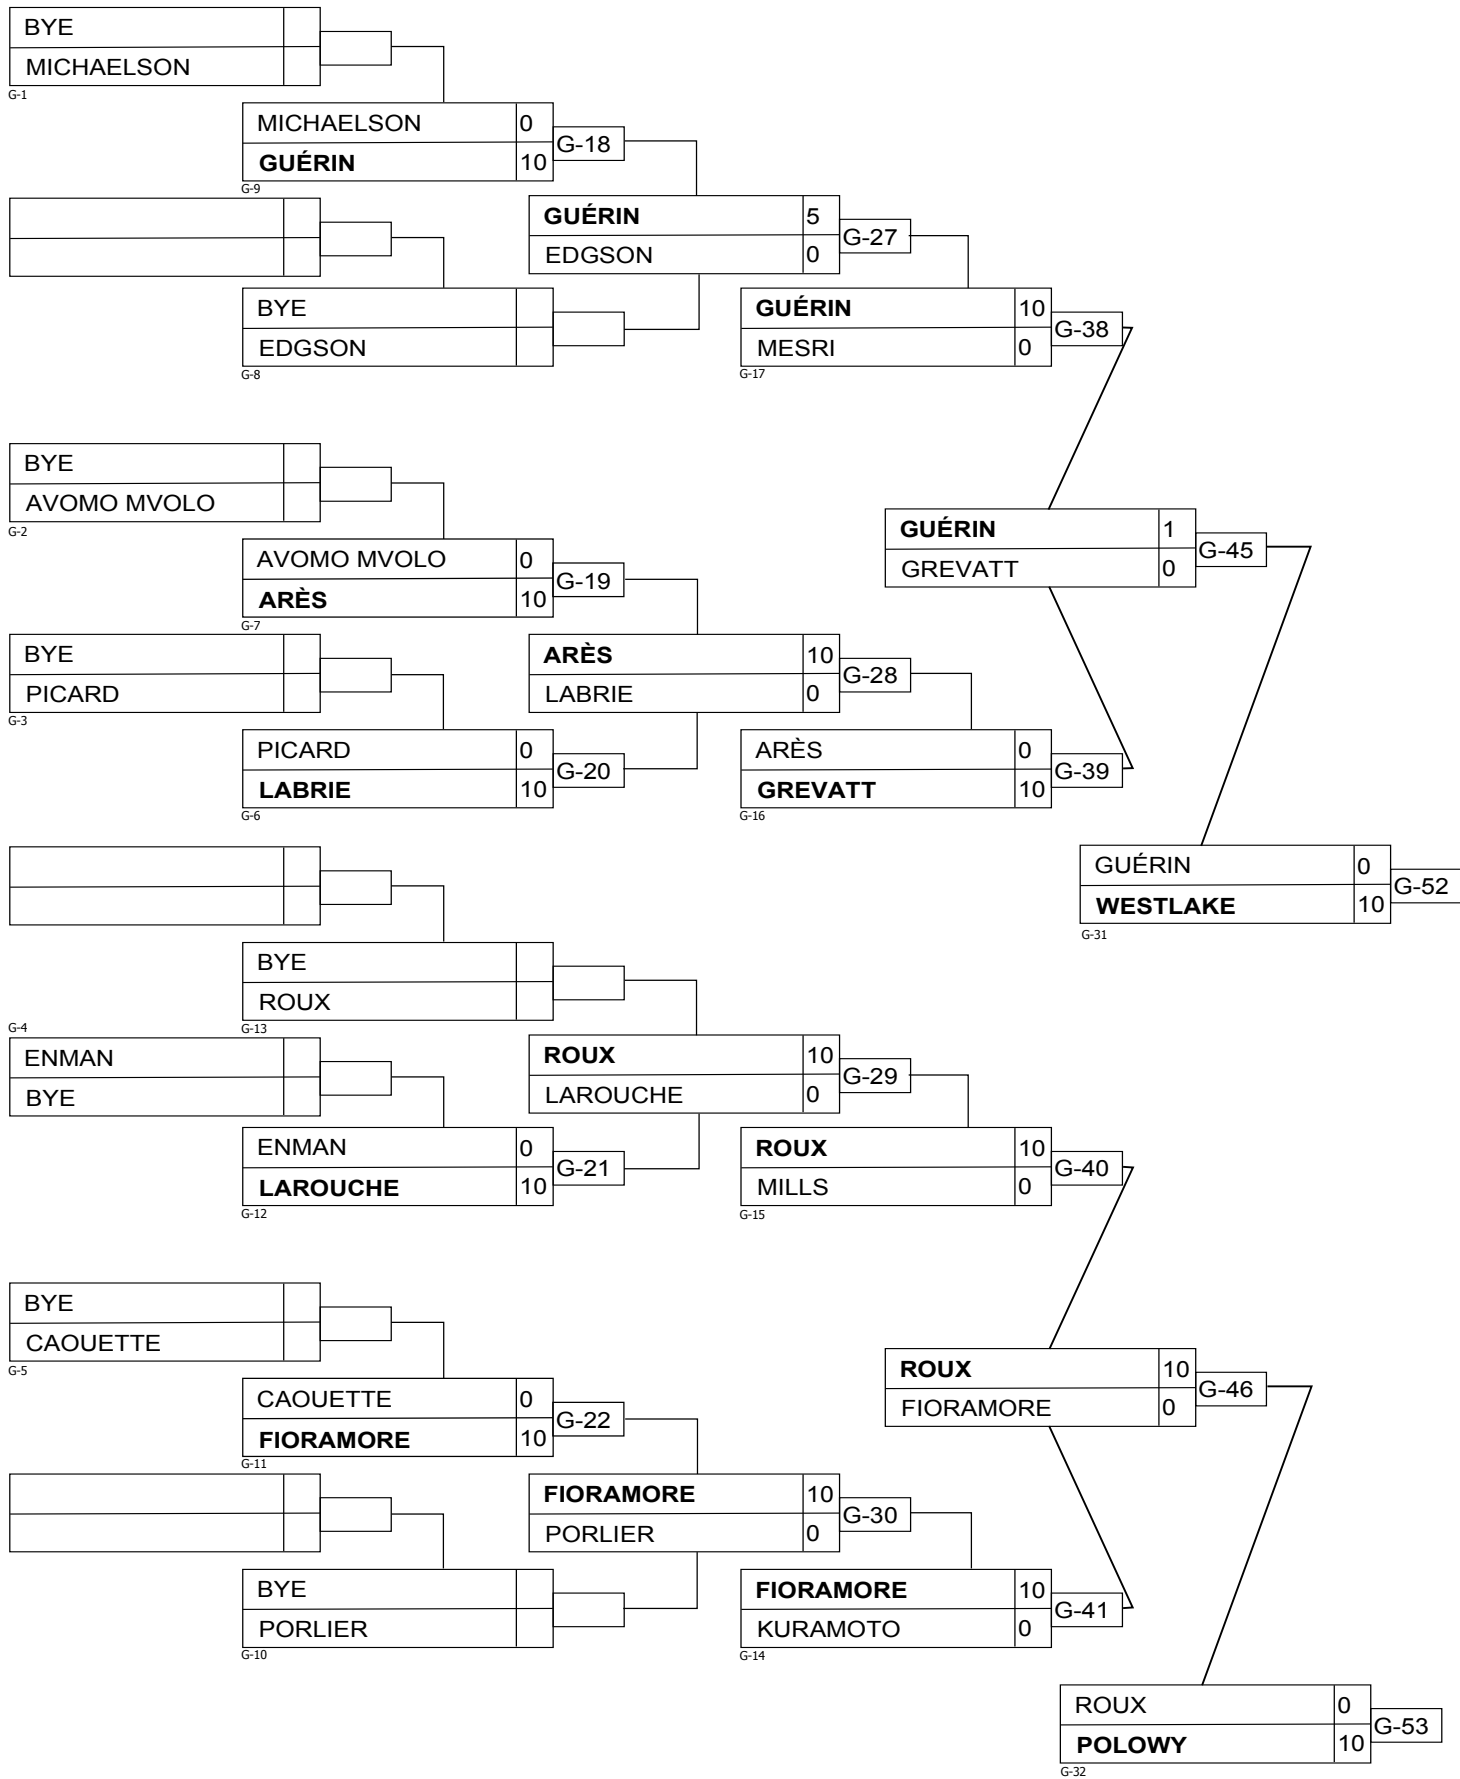 BYE
MICHAELSON
G-1
MICHAELSON 0
GUÉRIN 10
G-18
G-9
GUÉRIN 5
EDGSON 0
G-27
BYE
EDGSON
G-8
GUÉRIN 10
MESRI 0
G-38
G-17
BYE
AVOMO MVOLO
G-2
GUÉRIN 1
GREVATT 0
G-45
AVOMO MVOLO 0
ARÈS 10
G-19
G-7
BYE
PICARD
G-3
ARÈS 10
LABRIE 0
G-28
PICARD 0
LABRIE 10
G-20
G-6
ARÈS 0
GREVATT 10
G-39
G-16
GUÉRIN 0
WESTLAKE 10
G-52
G-31
BYE
ROUX
G-13
G-4
ENMAN
BYE
ROUX 10
LAROUCHE 0
G-29
ENMAN 0
LAROUCHE 10
G-21
G-12
ROUX 10
MILLS 0
G-40
G-15
BYE
CAOUETTE
G-5
ROUX 10
FIORAMORE 0
G-46
CAOUETTE 0
FIORAMORE 10
G-22
G-11
FIORAMORE 10
PORLIER 0
G-30
BYE
PORLIER
G-10
FIORAMORE 10
KURAMOTO 0
G-41
G-14
ROUX 0
POLOWY 10
G-53
G-32